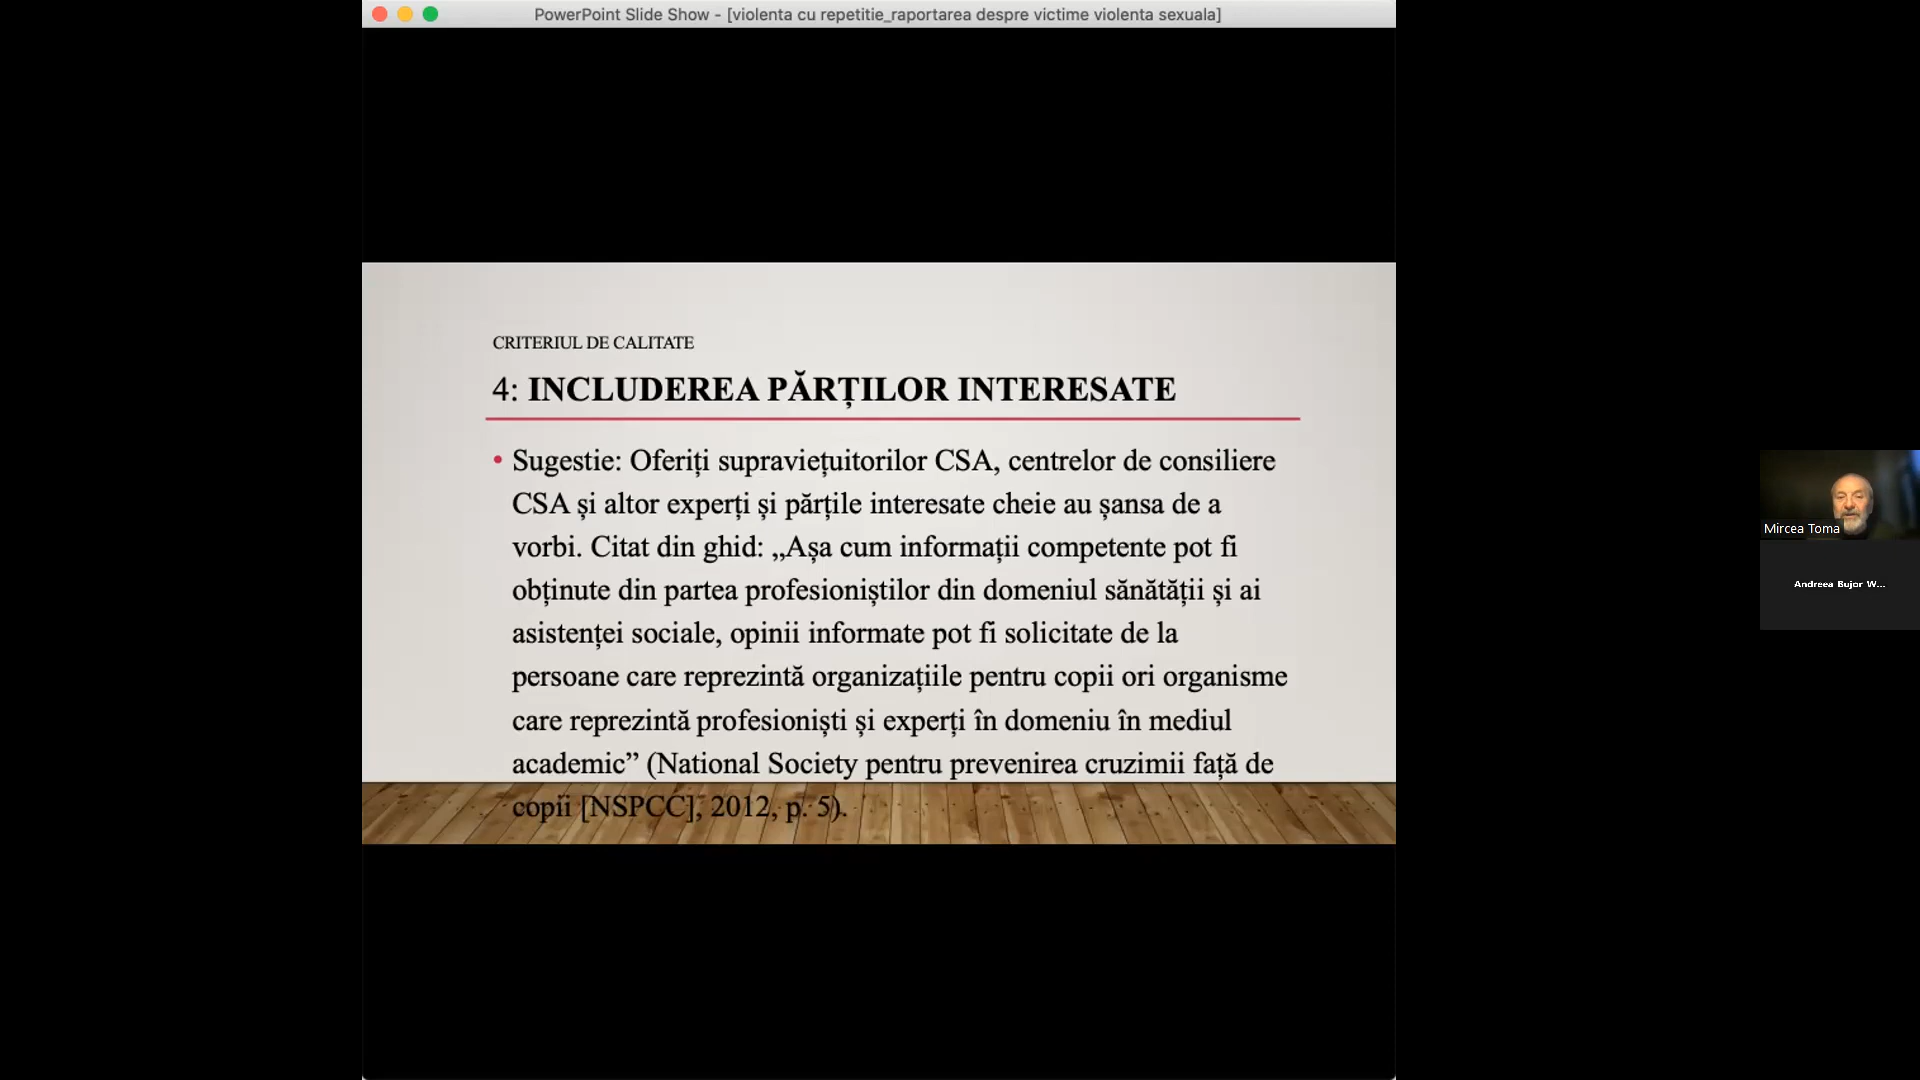 PowerPoint Slide Show - [violenta cu repetitie_raportarea despre victime violenta sexuala]
CRITERIUL DE CALITATE
4: INCLUDEREA PĂRȚILOR INTERESATE
• Sugestie: Oferiți supraviețuitorilor CSA, centrelor de consiliere
CSA și altor experți și părțile interesate cheie au șansa de a
vorbi. Citat din ghid: „Așa cum informații competente pot fi
obținute din partea profesioniștilor din domeniul sănătății și ai
asistenței sociale, opinii informate pot fi solicitate de la
persoane care reprezintă organizațiile pentru copii ori organisme
care reprezintă profesioniști și experți în domeniu în mediul
academic” (National Society pentru prevenirea cruzimii față de
copii [NSPCC], 2012, p. 5).
Mircea Toma
Andreea Bujor W...